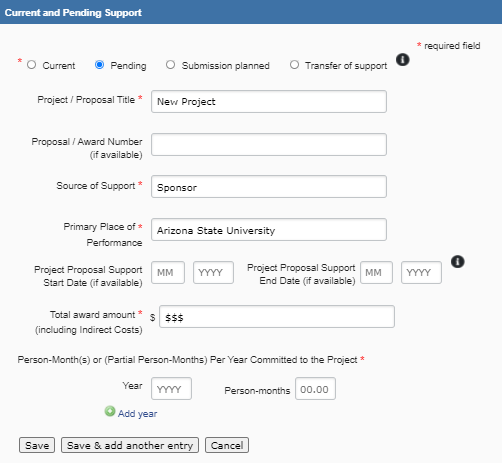 Current and Pending Support
* required field
* Current Pending Submission planned Transfer of support
Project / Proposal Title * New Project
Proposal / Award Number
(if available)
Source of Support * Sponsor
Primary Place of * Arizona State University
Performance
Project Proposal Support MM YYYY Project Proposal Support MM YYYY
Start Date (if available) End Date (if available)
Total award amount * $ $$$
(including Indirect Costs)
Person-Month(s) or (Partial Person-Months) Per Year Committed to the Project *
Year YYYY Person-months 00.00
Add year
Save Save & add another entry Cancel